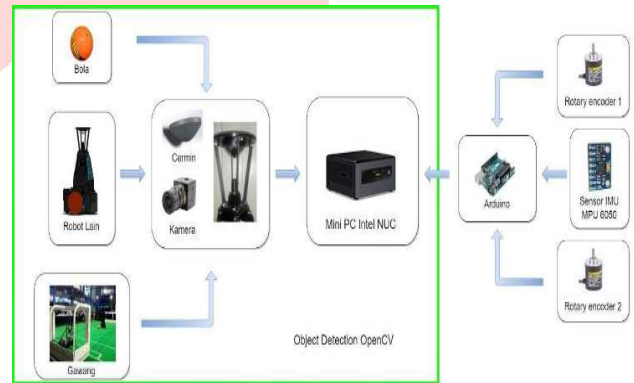 Bola
Robot Lain
Gawang
Cermin
Kamera
Mini PC Intel NUC
Object Detection OpenCV
Arduino
Rotary encoder 1
Sensor IMU
MPU 6050
Rotary encoder 2